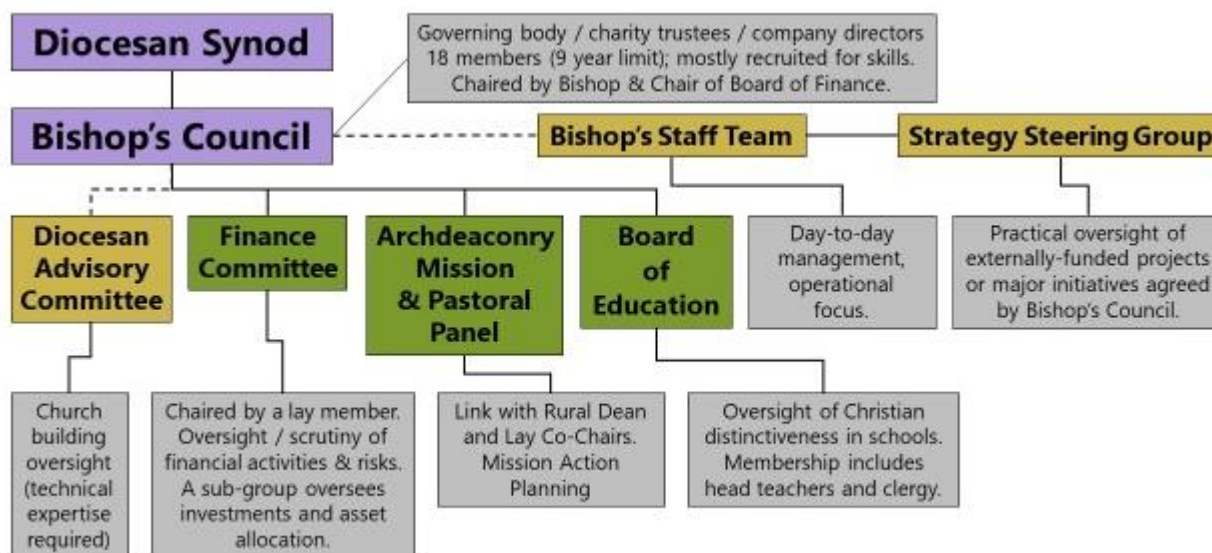 Diocesan Synod
Governing body / charity trustees / company directors
18 members (9 year limit); mostly recruited for skills.
Chaired by Bishop & Chair of Board of Finance.
Bishop's Council
Bishop's Staff Team
Strategy Steering Group
Diocesan
Advisory
Committee
Finance
Committee
Archdeaconry
Mission
& Pastoral
Panel
Board
of
Education
Day-to-day
management,
operational
focus.
Practical oversight of
externally-funded projects
or major initiatives agreed
by Bishop's Council.
Church
building
oversight
(technical
expertise
required)
Chaired by a lay member.
Oversight / scrutiny of
financial activities & risks.
A sub-group oversees
investments and asset
allocation.
Link with Rural Dean
and Lay Co-Chairs.
Mission Action
Planning
Oversight of Christian
distinctiveness in schools.
Membership includes
head teachers and clergy.